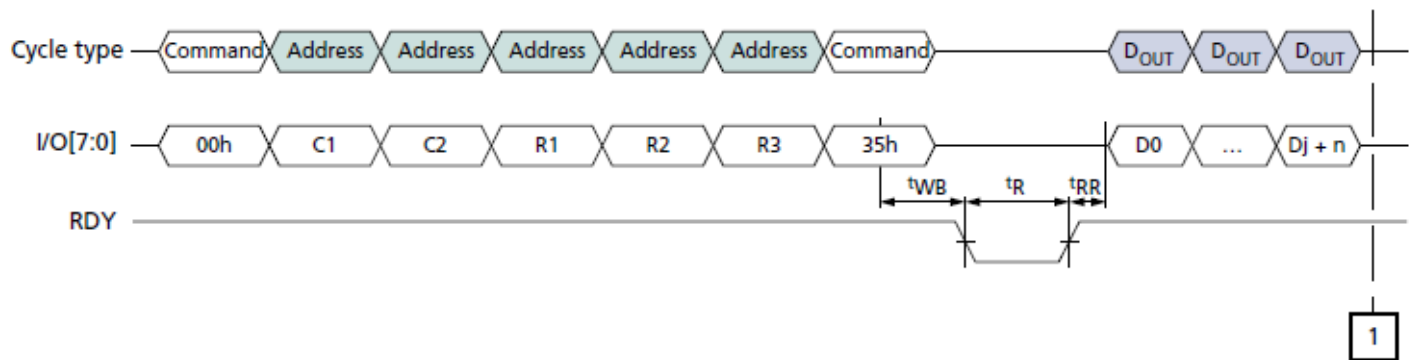 Cycle type Command Address Address Address Address Address Command DOUT DOUT DOUT
I/O[7:0] 00h C1 C2 R1 R2 R3 35h D0 ... Dj + n
tWB tR tRR
RDY
1